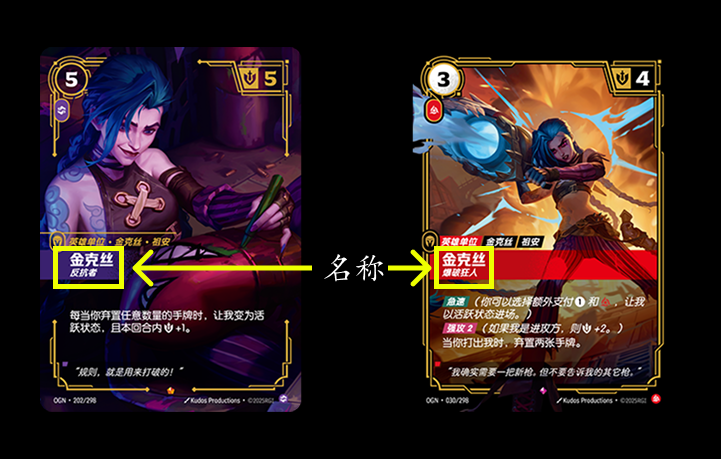 5
5
英雄单位·金克丝·祖安
金克丝
反抗者
每当你弃置任意数量的手牌时，让我变为活
跃状态，且本回合内 +1。
“规则，就是用来打破的！”
OGN • 202/298
Kudos Productions • ©2025RGI
名称
3
4
英雄单位 金克丝 祖安
金克丝
爆破狂人
急速 （你可以选择额外支付 1 和 ，让我
以活跃状态进场。）
强攻 2 （如果我是进攻方，则 +2。）
当你打出我时，弃置两张手牌。
“我确实需要一把新枪。但不要告诉我的其它枪。”
OGN • 030/298
Kudos Productions • ©2025RGI